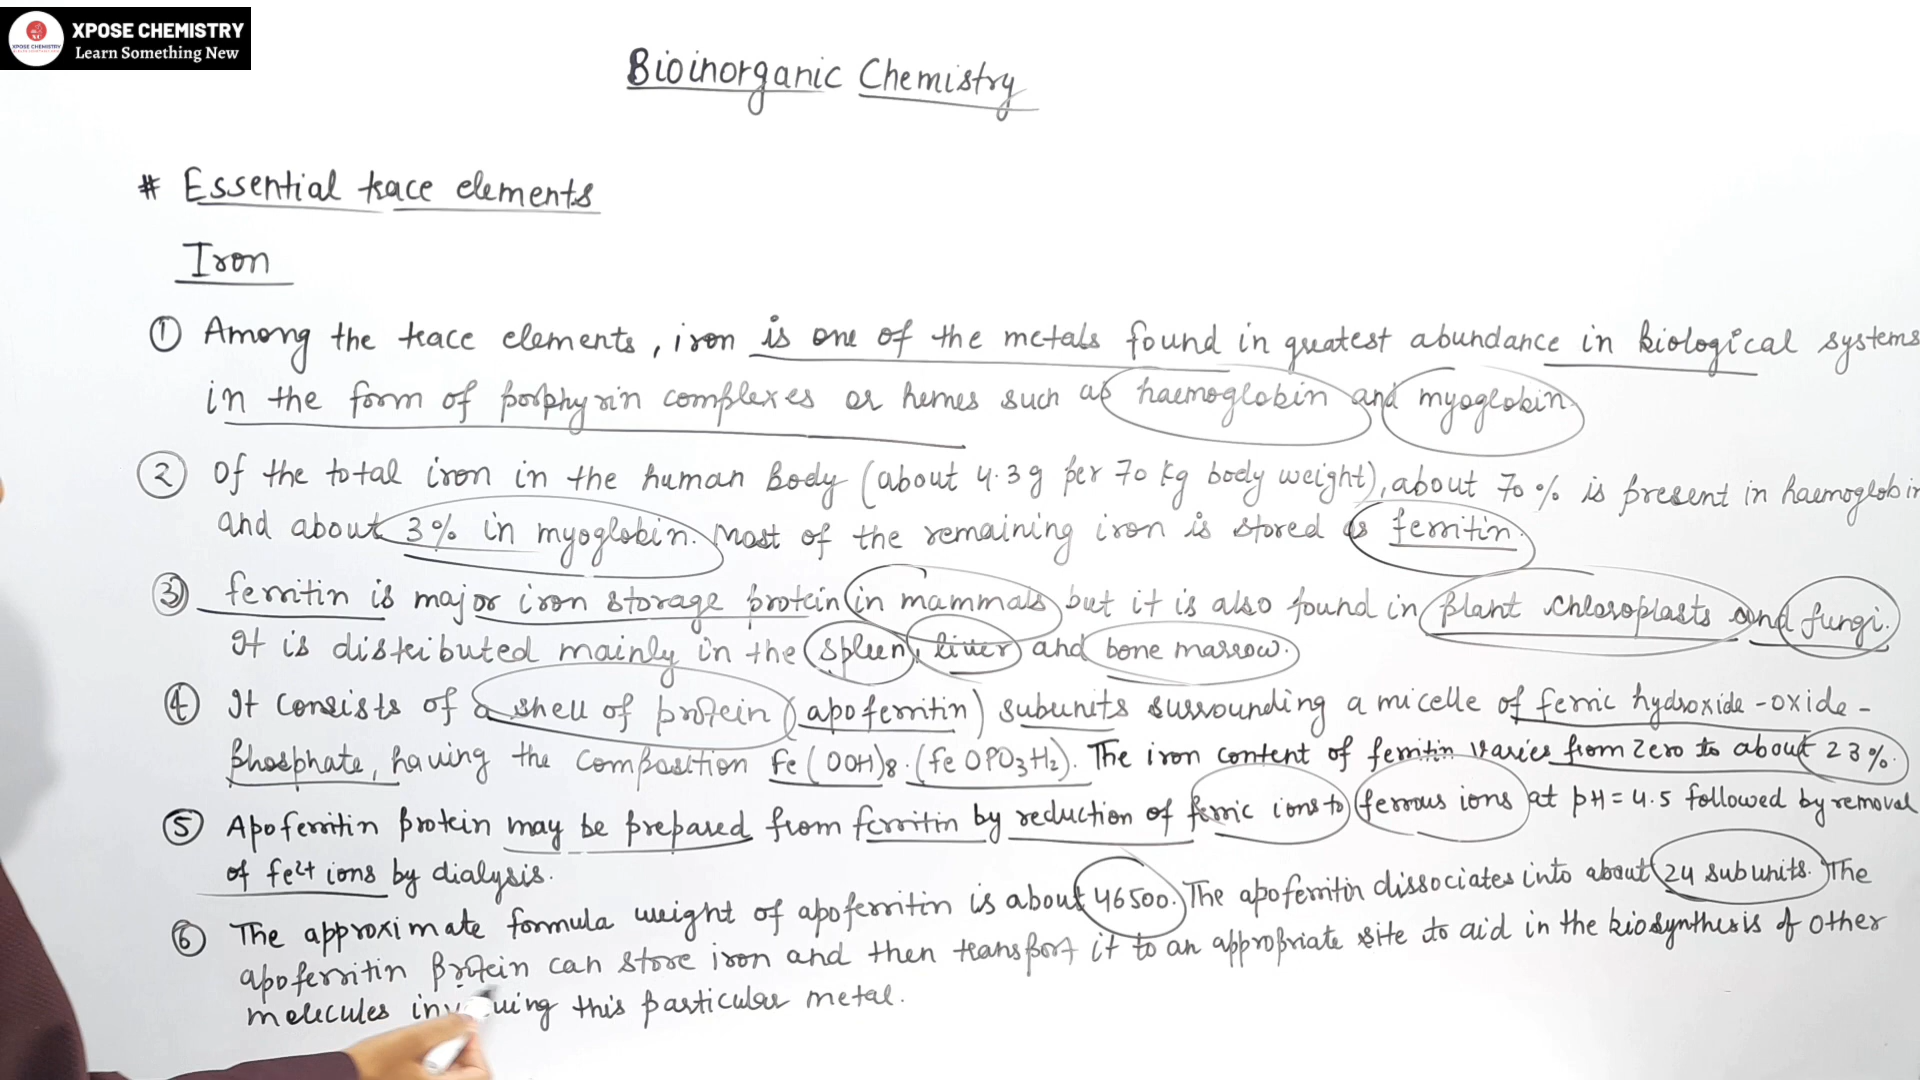 XPOSE CHEMISTRY
Learn Something New
Bioinorganic Chemistry
# Essential trace elements
Iron
① Among the trace elements, iron is one of the metals found in greatest abundance in biological systems
in the form of porphyrin complexes or hemes such as haemoglobin and myoglobin.
② Of the total iron in the human Body (about 4.3g per 70 kg body weight), about 70% is present in haemoglobin
and about 3% in myoglobin. Most of the remaining iron is stored as ferritin.
③ ferritin is major iron storage protein in mammals but it is also found in plant chloroplasts and fungi.
It is distributed mainly in the spleen, liver and bone marrow.
④ It consists of a shell of protein (apoferritin) subunits surrounding a micelle of ferric hydroxide-oxide-
phosphate, having the composition Fe(OOH)8.(FeOPO3H2). The iron content of ferritin varies from zero to about 23%.
⑤ Apoferritin protein may be prepared from ferritin by reduction of ferric ions to ferrous ions at pH = 4.5 followed by removal
of Fe2+ ions by dialysis.
⑥ The approximate formula weight of apoferritin is about 46500. The apoferritin dissociates into about 24 subunits. The
apoferritin protein can store iron and then transport it to an appropriate site to aid in the biosynthesis of other
molecules this particular metal.